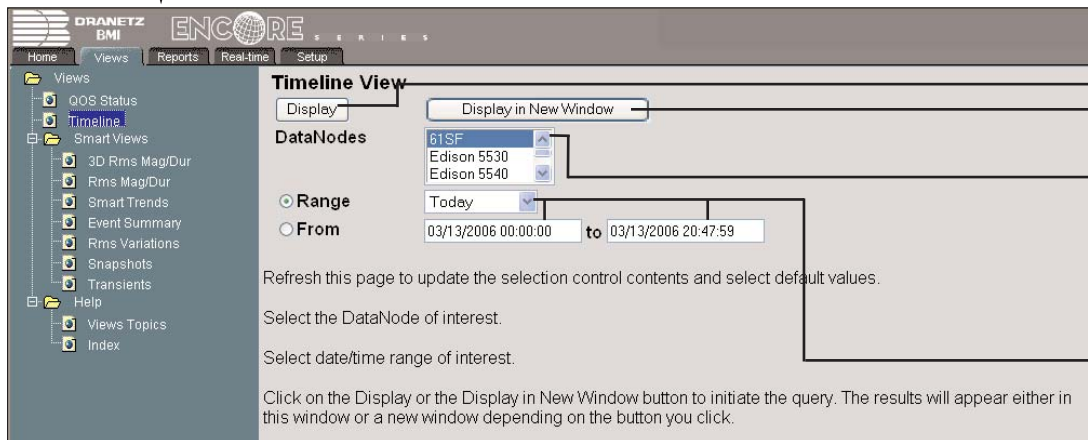 DRANETZ
BMI
ENCORE
SERIES
Home Views Reports Real-time Setup
Views
QOS Status
Timeline
Smart Views
3D Rms Mag/Dur
Rms Mag/Dur
Smart Trends
Event Summary
Rms Variations
Snapshots
Transients
Help
Views Topics
Index
Timeline View
Display Display in New Window
DataNodes
61SF
Edison 5530
Edison 5540
Range Today
From 03/13/2006 00:00:00 to 03/13/2006 20:47:59
Refresh this page to update the selection control contents and select default values.
Select the DataNode of interest.
Select date/time range of interest.
Click on the Display or the Display in New Window button to initiate the query. The results will appear either in
this window or a new window depending on the button you click.